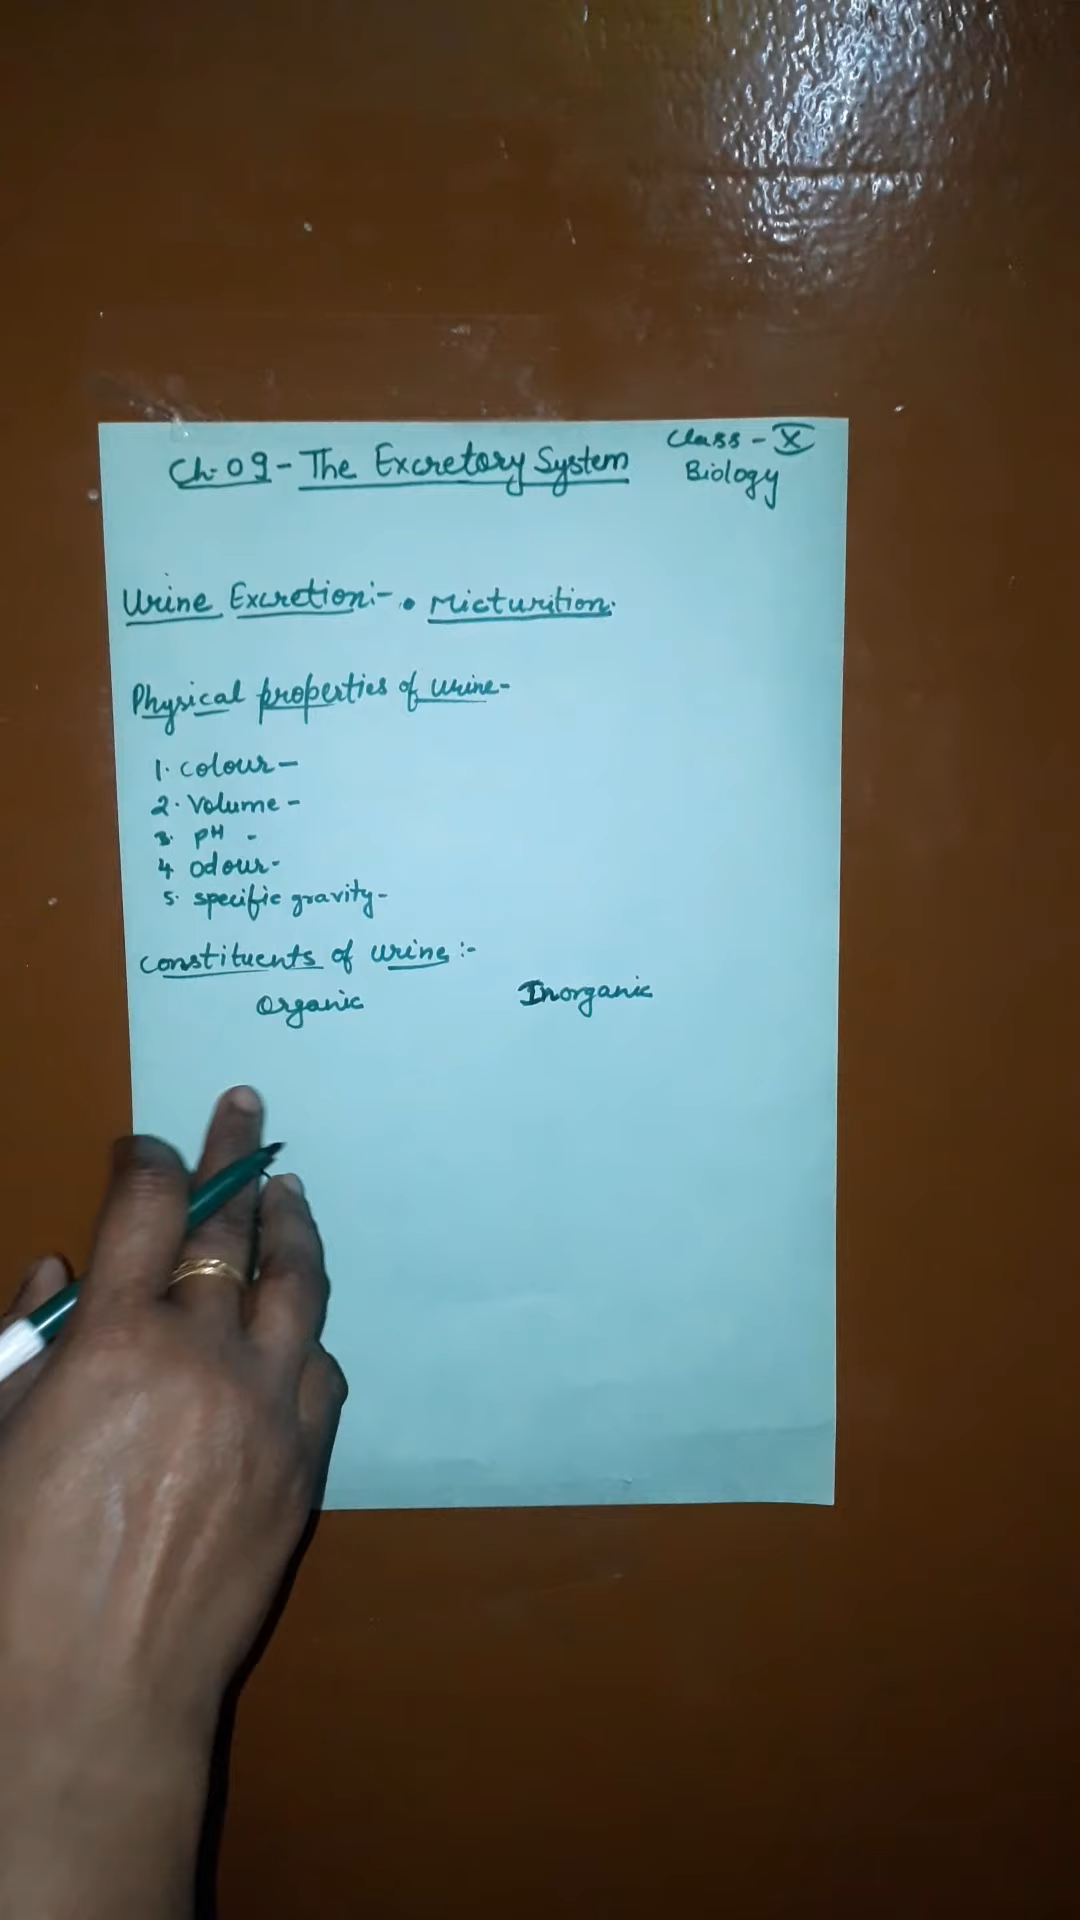 Ch-09-The Excretory System
Class-X
Biology
Urine Excretion:- • Micturition.
Physical properties of urine-
1. colour-
2. Volume-
3. pH -
4 odour-
5. specific gravity-
constituents of urine:-
Organic Inorganic